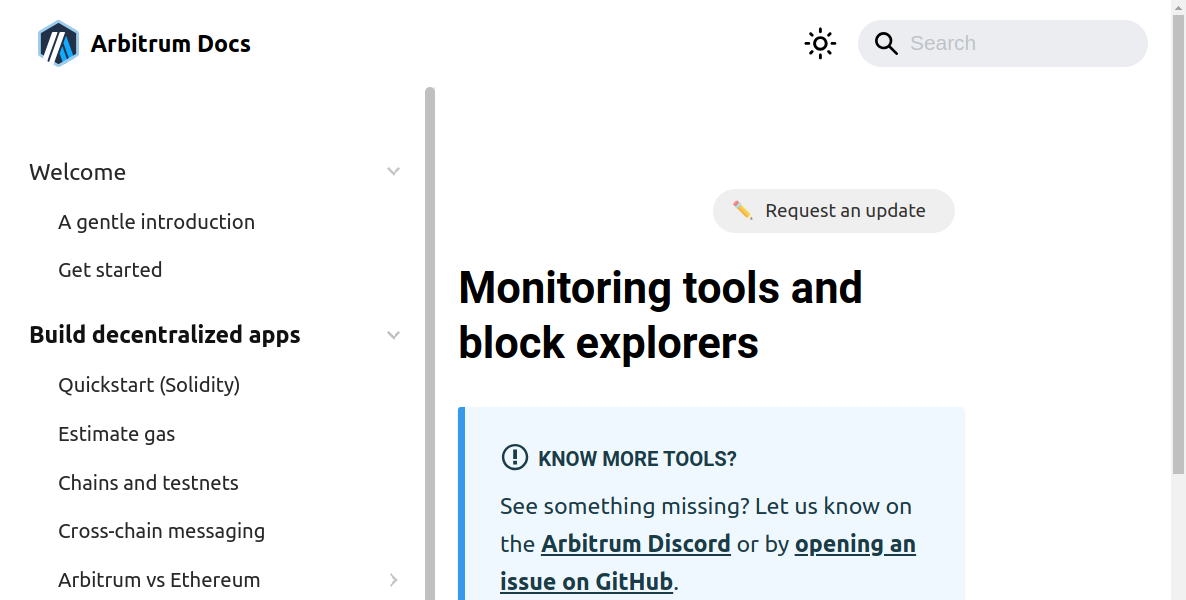 Arbitrum Docs
Search
Welcome
A gentle introduction
Get started
Build decentralized apps
Quickstart (Solidity)
Estimate gas
Chains and testnets
Cross-chain messaging
Arbitrum vs Ethereum
Request an update
Monitoring tools and
block explorers
KNOW MORE TOOLS?
See something missing? Let us know on
the Arbitrum Discord or by opening an
issue on GitHub.